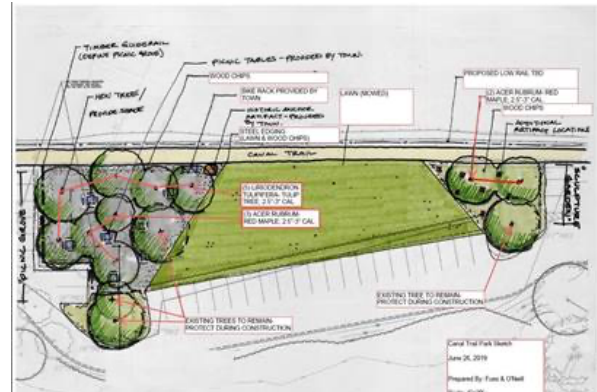 TIMBER GUIDERAIL
(DEFINE PICNIC GROVE)
NEW TREES/
PROVIDE SHADE
PICNIC TABLES - PROVIDED BY TOWN.
WOOD CHIPS
BIKE RACK PROVIDED BY
TOWN
HISTORIC ANCHOR
ARTIFACT - PROVIDED
BY TOWN.
STEEL EDGING
(LAWN & WOOD CHIPS)
LAWN (MOWED)
PROPOSED LOW RAIL TBD
(2) ACER RUBRUM- RED
MAPLE, 2.5"-3" CAL
WOOD CHIPS
ADDITIONAL
ARTIFACT LOCATIONS
CANAL TRAIL
PICNIC GROVE
(5) LIRIODENDRON
TULIPIFERA- TULIP
TREE, 2.5"-3" CAL
(3) ACER RUBRUM-
RED MAPLE, 2.5"-3" CAL
SCULPTURE
GARDEN
EXISTING TREES TO REMAIN-
PROTECT DURING CONSTRUCTION
EXISTING TREE TO REMAIN-
PROTECT DURING CONSTRUCTION
Canal Trail Park Sketch
June 26, 2019
Prepared By: Fuss & O'Neill